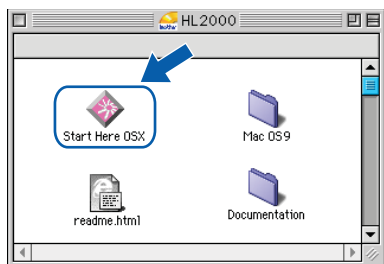 HL2000
Start Here OSX
Mac OS9
readme.html
Documentation